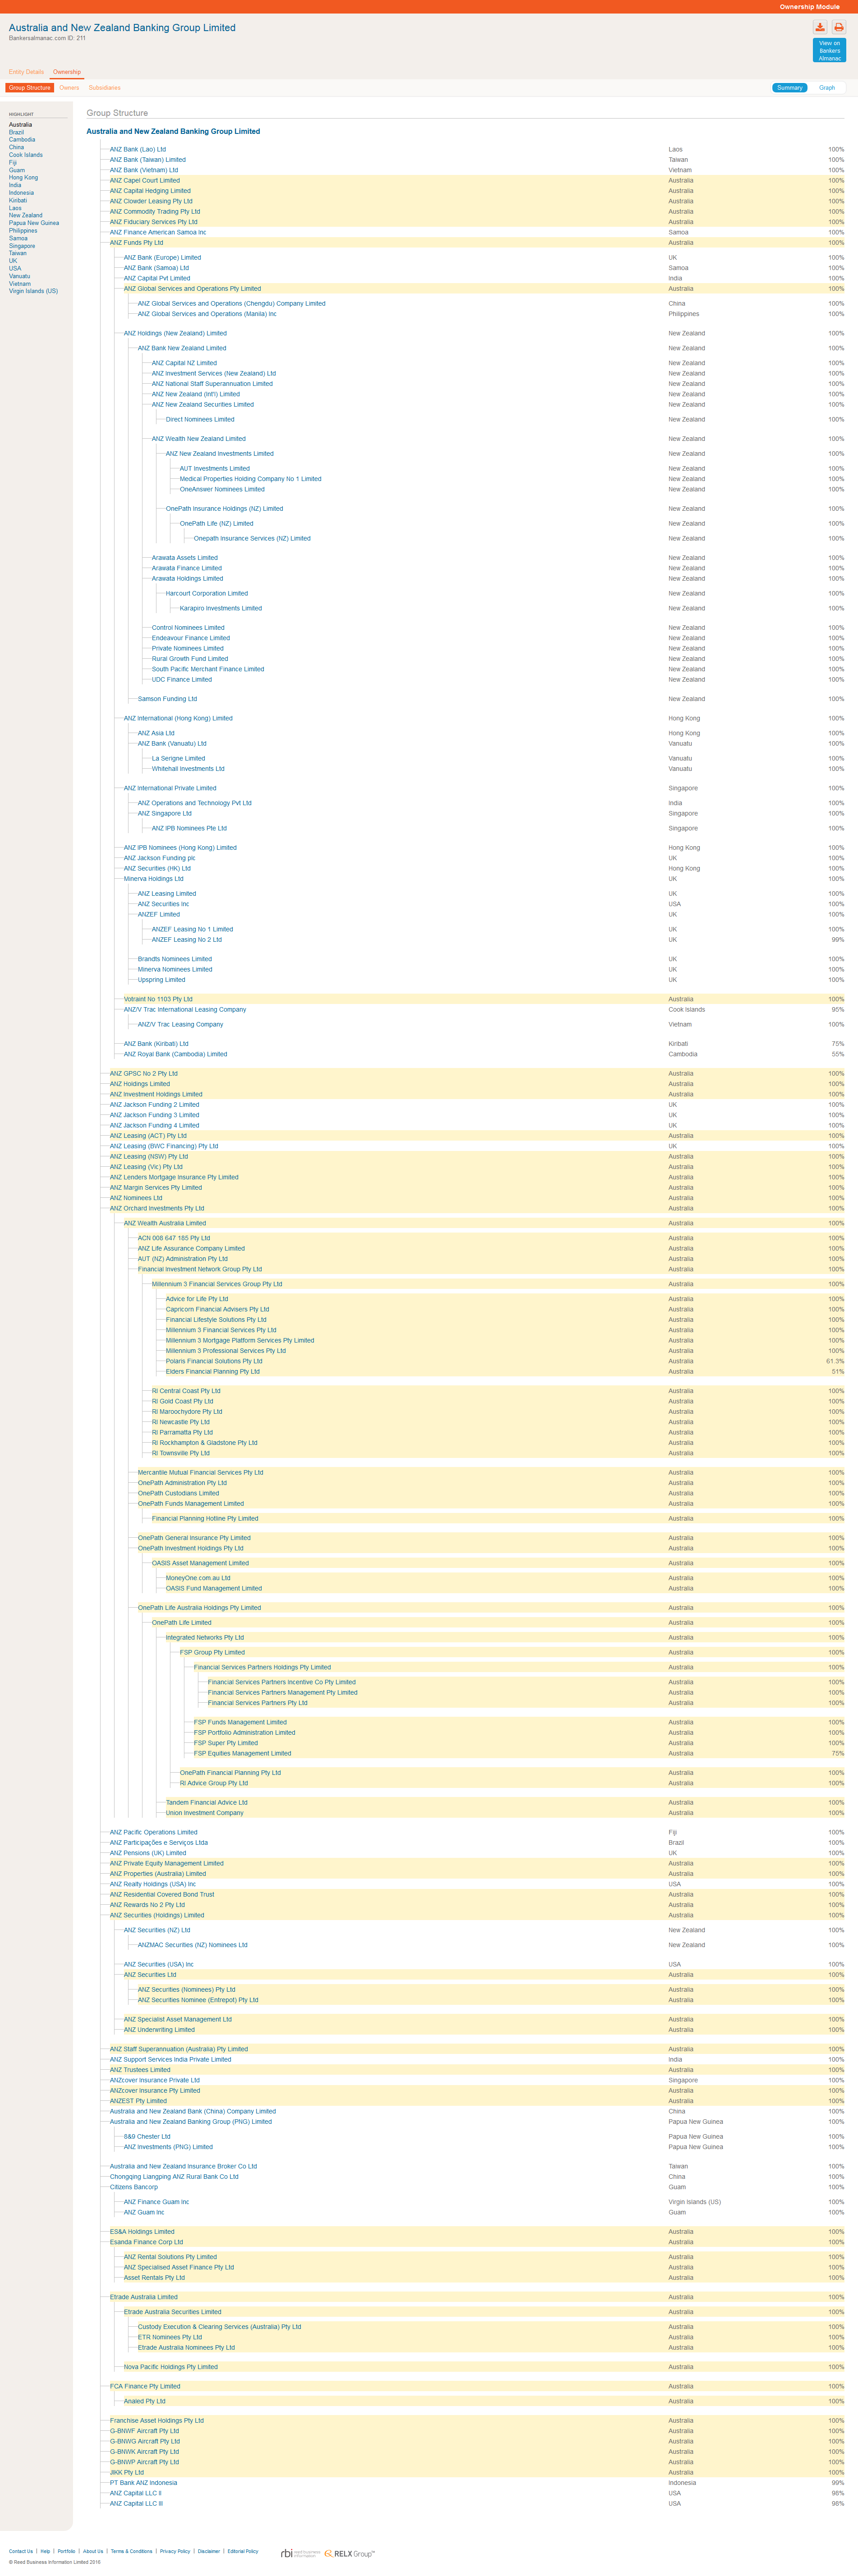 Ownership Module
Australia and New Zealand Banking Group Limited
Bankersalmanac.com ID: 211
View on
Bankers
Almanac
Entity Details Ownership
Group Structure Owners Subsidiaries Summary Graph
HIGHLIGHT
Australia
Brazil
Cambodia
China
Cook Islands
Fiji
Guam
Hong Kong
India
Indonesia
Kiribati
Laos
New Zealand
Papua New Guinea
Philippines
Samoa
Singapore
Taiwan
UK
USA
Vanuatu
Vietnam
Virgin Islands (US)
Group Structure
Australia and New Zealand Banking Group Limited
ANZ Bank (Lao) Ltd Laos 100%
ANZ Bank (Taiwan) Limited Taiwan 100%
ANZ Bank (Vietnam) Ltd Vietnam 100%
ANZ Capel Court Limited Australia 100%
ANZ Capital Hedging Limited Australia 100%
ANZ Clowder Leasing Pty Ltd Australia 100%
ANZ Commodity Trading Pty Ltd Australia 100%
ANZ Fiduciary Services Pty Ltd Australia 100%
ANZ Finance American Samoa Inc Samoa 100%
ANZ Funds Pty Ltd Australia 100%
ANZ Bank (Europe) Limited UK 100%
ANZ Bank (Samoa) Ltd Samoa 100%
ANZ Capital Pvt Limited India 100%
ANZ Global Services and Operations Pty Limited Australia 100%
ANZ Global Services and Operations (Chengdu) Company Limited China 100%
ANZ Global Services and Operations (Manila) Inc Philippines 100%
ANZ Holdings (New Zealand) Limited New Zealand 100%
ANZ Bank New Zealand Limited New Zealand 100%
ANZ Capital NZ Limited New Zealand 100%
ANZ Investment Services (New Zealand) Ltd New Zealand 100%
ANZ National Staff Superannuation Limited New Zealand 100%
ANZ New Zealand (Int'l) Limited New Zealand 100%
ANZ New Zealand Securities Limited New Zealand 100%
Direct Nominees Limited New Zealand 100%
ANZ Wealth New Zealand Limited New Zealand 100%
ANZ New Zealand Investments Limited New Zealand 100%
AUT Investments Limited New Zealand 100%
Medical Properties Holding Company No 1 Limited New Zealand 100%
OneAnswer Nominees Limited New Zealand 100%
OnePath Insurance Holdings (NZ) Limited New Zealand 100%
OnePath Life (NZ) Limited New Zealand 100%
Onepath Insurance Services (NZ) Limited New Zealand 100%
Arawata Assets Limited New Zealand 100%
Arawata Finance Limited New Zealand 100%
Arawata Holdings Limited New Zealand 100%
Harcourt Corporation Limited New Zealand 100%
Karapiro Investments Limited New Zealand 100%
Control Nominees Limited New Zealand 100%
Endeavour Finance Limited New Zealand 100%
Private Nominees Limited New Zealand 100%
Rural Growth Fund Limited New Zealand 100%
South Pacific Merchant Finance Limited New Zealand 100%
UDC Finance Limited New Zealand 100%
Samson Funding Ltd New Zealand 100%
ANZ International (Hong Kong) Limited Hong Kong 100%
ANZ Asia Ltd Hong Kong 100%
ANZ Bank (Vanuatu) Ltd Vanuatu 100%
La Serigne Limited Vanuatu 100%
Whitehall Investments Ltd Vanuatu 100%
ANZ International Private Limited Singapore 100%
ANZ Operations and Technology Pvt Ltd India 100%
ANZ Singapore Ltd Singapore 100%
ANZ IPB Nominees Pte Ltd Singapore 100%
ANZ IPB Nominees (Hong Kong) Limited Hong Kong 100%
ANZ Jackson Funding plc UK 100%
ANZ Securities (HK) Ltd Hong Kong 100%
Minerva Holdings Ltd UK 100%
ANZ Leasing Limited UK 100%
ANZ Securities Inc USA 100%
ANZEF Limited UK 100%
ANZEF Leasing No 1 Limited UK 100%
ANZEF Leasing No 2 Ltd UK 99%
Brandts Nominees Limited UK 100%
Minerva Nominees Limited UK 100%
Upspring Limited UK 100%
Votraint No 1103 Pty Ltd Australia 100%
ANZ/V Trac International Leasing Company Cook Islands 95%
ANZ/V Trac Leasing Company Vietnam 100%
ANZ Bank (Kiribati) Ltd Kiribati 75%
ANZ Royal Bank (Cambodia) Limited Cambodia 55%
ANZ GPSC No 2 Pty Ltd Australia 100%
ANZ Holdings Limited Australia 100%
ANZ Investment Holdings Limited Australia 100%
ANZ Jackson Funding 2 Limited UK 100%
ANZ Jackson Funding 3 Limited UK 100%
ANZ Jackson Funding 4 Limited UK 100%
ANZ Leasing (ACT) Pty Ltd Australia 100%
ANZ Leasing (BWC Financing) Pty Ltd UK 100%
ANZ Leasing (NSW) Pty Ltd Australia 100%
ANZ Leasing (Vic) Pty Ltd Australia 100%
ANZ Lenders Mortgage Insurance Pty Limited Australia 100%
ANZ Margin Services Pty Limited Australia 100%
ANZ Nominees Ltd Australia 100%
ANZ Orchard Investments Pty Ltd Australia 100%
ANZ Wealth Australia Limited Australia 100%
ACN 008 647 185 Pty Ltd Australia 100%
ANZ Life Assurance Company Limited Australia 100%
AUT (NZ) Administration Pty Ltd Australia 100%
Financial Investment Network Group Pty Ltd Australia 100%
Millennium 3 Financial Services Group Pty Ltd Australia 100%
Advice for Life Pty Ltd Australia 100%
Capricorn Financial Advisers Pty Ltd Australia 100%
Financial Lifestyle Solutions Pty Ltd Australia 100%
Millennium 3 Financial Services Pty Ltd Australia 100%
Millennium 3 Mortgage Platform Services Pty Limited Australia 100%
Millennium 3 Professional Services Pty Ltd Australia 100%
Polaris Financial Solutions Pty Ltd Australia 61.3%
Elders Financial Planning Pty Ltd Australia 51%
RI Central Coast Pty Ltd Australia 100%
RI Gold Coast Pty Ltd Australia 100%
RI Maroochydore Pty Ltd Australia 100%
RI Newcastle Pty Ltd Australia 100%
RI Parramatta Pty Ltd Australia 100%
RI Rockhampton & Gladstone Pty Ltd Australia 100%
RI Townsville Pty Ltd Australia 100%
Mercantile Mutual Financial Services Pty Ltd Australia 100%
OnePath Administration Pty Ltd Australia 100%
OnePath Custodians Limited Australia 100%
OnePath Funds Management Limited Australia 100%
Financial Planning Hotline Pty Limited Australia 100%
OnePath General Insurance Pty Limited Australia 100%
OnePath Investment Holdings Pty Ltd Australia 100%
OASIS Asset Management Limited Australia 100%
MoneyOne.com.au Ltd Australia 100%
OASIS Fund Management Limited Australia 100%
OnePath Life Australia Holdings Pty Limited Australia 100%
OnePath Life Limited Australia 100%
Integrated Networks Pty Ltd Australia 100%
FSP Group Pty Limited Australia 100%
Financial Services Partners Holdings Pty Limited Australia 100%
Financial Services Partners Incentive Co Pty Limited Australia 100%
Financial Services Partners Management Pty Limited Australia 100%
Financial Services Partners Pty Ltd Australia 100%
FSP Funds Management Limited Australia 100%
FSP Portfolio Administration Limited Australia 100%
FSP Super Pty Limited Australia 100%
FSP Equities Management Limited Australia 75%
OnePath Financial Planning Pty Ltd Australia 100%
RI Advice Group Pty Ltd Australia 100%
Tandem Financial Advice Ltd Australia 100%
Union Investment Company Australia 100%
ANZ Pacific Operations Limited Fiji 100%
ANZ Participações e Serviços Ltda Brazil 100%
ANZ Pensions (UK) Limited UK 100%
ANZ Private Equity Management Limited Australia 100%
ANZ Properties (Australia) Limited Australia 100%
ANZ Realty Holdings (USA) Inc USA 100%
ANZ Residential Covered Bond Trust Australia 100%
ANZ Rewards No 2 Pty Ltd Australia 100%
ANZ Securities (Holdings) Limited Australia 100%
ANZ Securities (NZ) Ltd New Zealand 100%
ANZMAC Securities (NZ) Nominees Ltd New Zealand 100%
ANZ Securities (USA) Inc USA 100%
ANZ Securities Ltd Australia 100%
ANZ Securities (Nominees) Pty Ltd Australia 100%
ANZ Securities Nominee (Entrepot) Pty Ltd Australia 100%
ANZ Specialist Asset Management Ltd Australia 100%
ANZ Underwriting Limited Australia 100%
ANZ Staff Superannuation (Australia) Pty Limited Australia 100%
ANZ Support Services India Private Limited India 100%
ANZ Trustees Limited Australia 100%
ANZcover Insurance Private Ltd Singapore 100%
ANZcover Insurance Pty Limited Australia 100%
ANZEST Pty Limited Australia 100%
Australia and New Zealand Bank (China) Company Limited China 100%
Australia and New Zealand Banking Group (PNG) Limited Papua New Guinea 100%
8&9 Chester Ltd Papua New Guinea 100%
ANZ Investments (PNG) Limited Papua New Guinea 100%
Australia and New Zealand Insurance Broker Co Ltd Taiwan 100%
Chongqing Liangping ANZ Rural Bank Co Ltd China 100%
Citizens Bancorp Guam 100%
ANZ Finance Guam Inc Virgin Islands (US) 100%
ANZ Guam Inc Guam 100%
ES&A Holdings Limited Australia 100%
Esanda Finance Corp Ltd Australia 100%
ANZ Rental Solutions Pty Limited Australia 100%
ANZ Specialised Asset Finance Pty Ltd Australia 100%
Asset Rentals Pty Ltd Australia 100%
Etrade Australia Limited Australia 100%
Etrade Australia Securities Limited Australia 100%
Custody Execution & Clearing Services (Australia) Pty Ltd Australia 100%
ETR Nominees Pty Ltd Australia 100%
Etrade Australia Nominees Pty Ltd Australia 100%
Nova Pacific Holdings Pty Limited Australia 100%
FCA Finance Pty Limited Australia 100%
Analed Pty Ltd Australia 100%
Franchise Asset Holdings Pty Ltd Australia 100%
G-BNWF Aircraft Pty Ltd Australia 100%
G-BNWG Aircraft Pty Ltd Australia 100%
G-BNWK Aircraft Pty Ltd Australia 100%
G-BNWP Aircraft Pty Ltd Australia 100%
JIKK Pty Ltd Australia 100%
PT Bank ANZ Indonesia Indonesia 99%
ANZ Capital LLC II USA 98%
ANZ Capital LLC III USA 98%
Contact Us | Help | Portfolio | About Us | Terms & Conditions | Privacy Policy | Disclaimer | Editorial Policy
rbi reed business information RELX Group™
© Reed Business Information Limited 2016